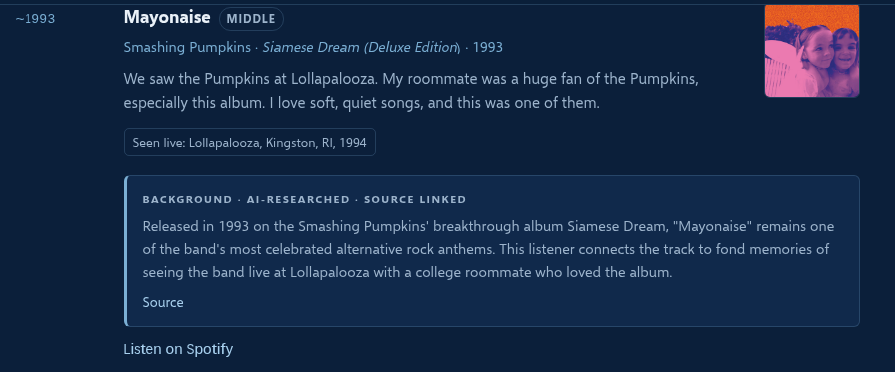 ~1993
Mayonaise MIDDLE
Smashing Pumpkins · Siamese Dream (Deluxe Edition) · 1993
We saw the Pumpkins at Lollapalooza. My roommate was a huge fan of the Pumpkins,
especially this album. I love soft, quiet songs, and this was one of them.
Seen live: Lollapalooza, Kingston, RI, 1994
BACKGROUND · AI-RESEARCHED · SOURCE LINKED
Released in 1993 on the Smashing Pumpkins' breakthrough album Siamese Dream, "Mayonaise" remains one
of the band's most celebrated alternative rock anthems. This listener connects the track to fond memories of
seeing the band live at Lollapalooza with a college roommate who loved the album.
Source
Listen on Spotify